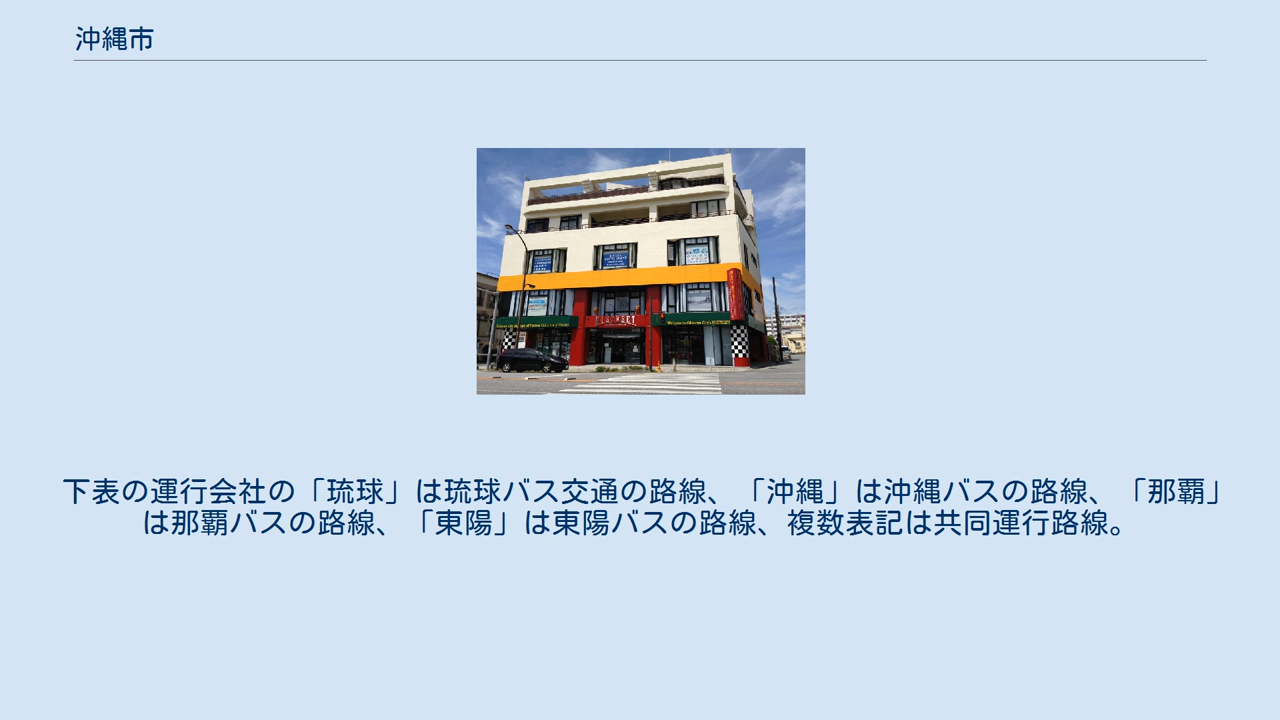 沖縄市
下表の運行会社の「琉球」は琉球バス交通の路線、「沖縄」は沖縄バスの路線、「那覇」
は那覇バスの路線、「東陽」は東陽バスの路線、複数表記は共同運行路線。